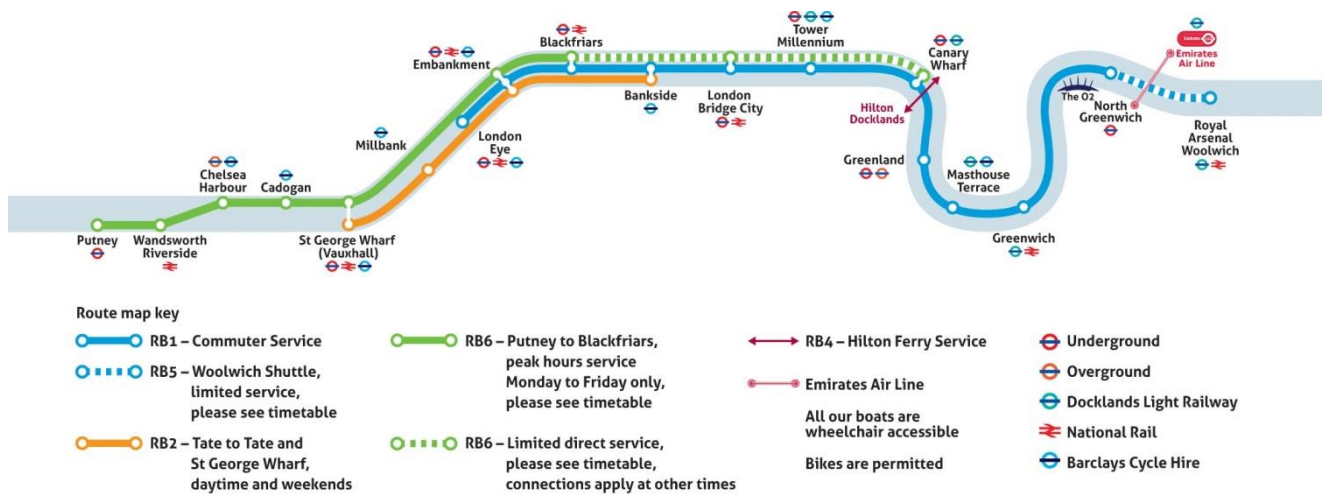 Blackfriars
Tower
Millennium
Embankment
Canary
Wharf
Emirates
Emirates
Air Line
Bankside
London
Bridge City
Hilton
Docklands
The O2
North
Greenwich
Royal
Arsenal
Woolwich
Millbank
London
Eye
Greenland
Masthouse
Terrace
Chelsea
Harbour
Cadogan
Putney
Wandsworth
Riverside
St George Wharf
(Vauxhall)
Greenwich
Route map key
RB1 – Commuter Service
RB5 – Woolwich Shuttle,
limited service,
please see timetable
RB2 – Tate to Tate and
St George Wharf,
daytime and weekends
RB6 – Putney to Blackfriars,
peak hours service
Monday to Friday only,
please see timetable
RB6 – Limited direct service,
please see timetable,
connections apply at other times
RB4 – Hilton Ferry Service
Emirates Air Line
All our boats are
wheelchair accessible
Bikes are permitted
Underground
Overground
Docklands Light Railway
National Rail
Barclays Cycle Hire